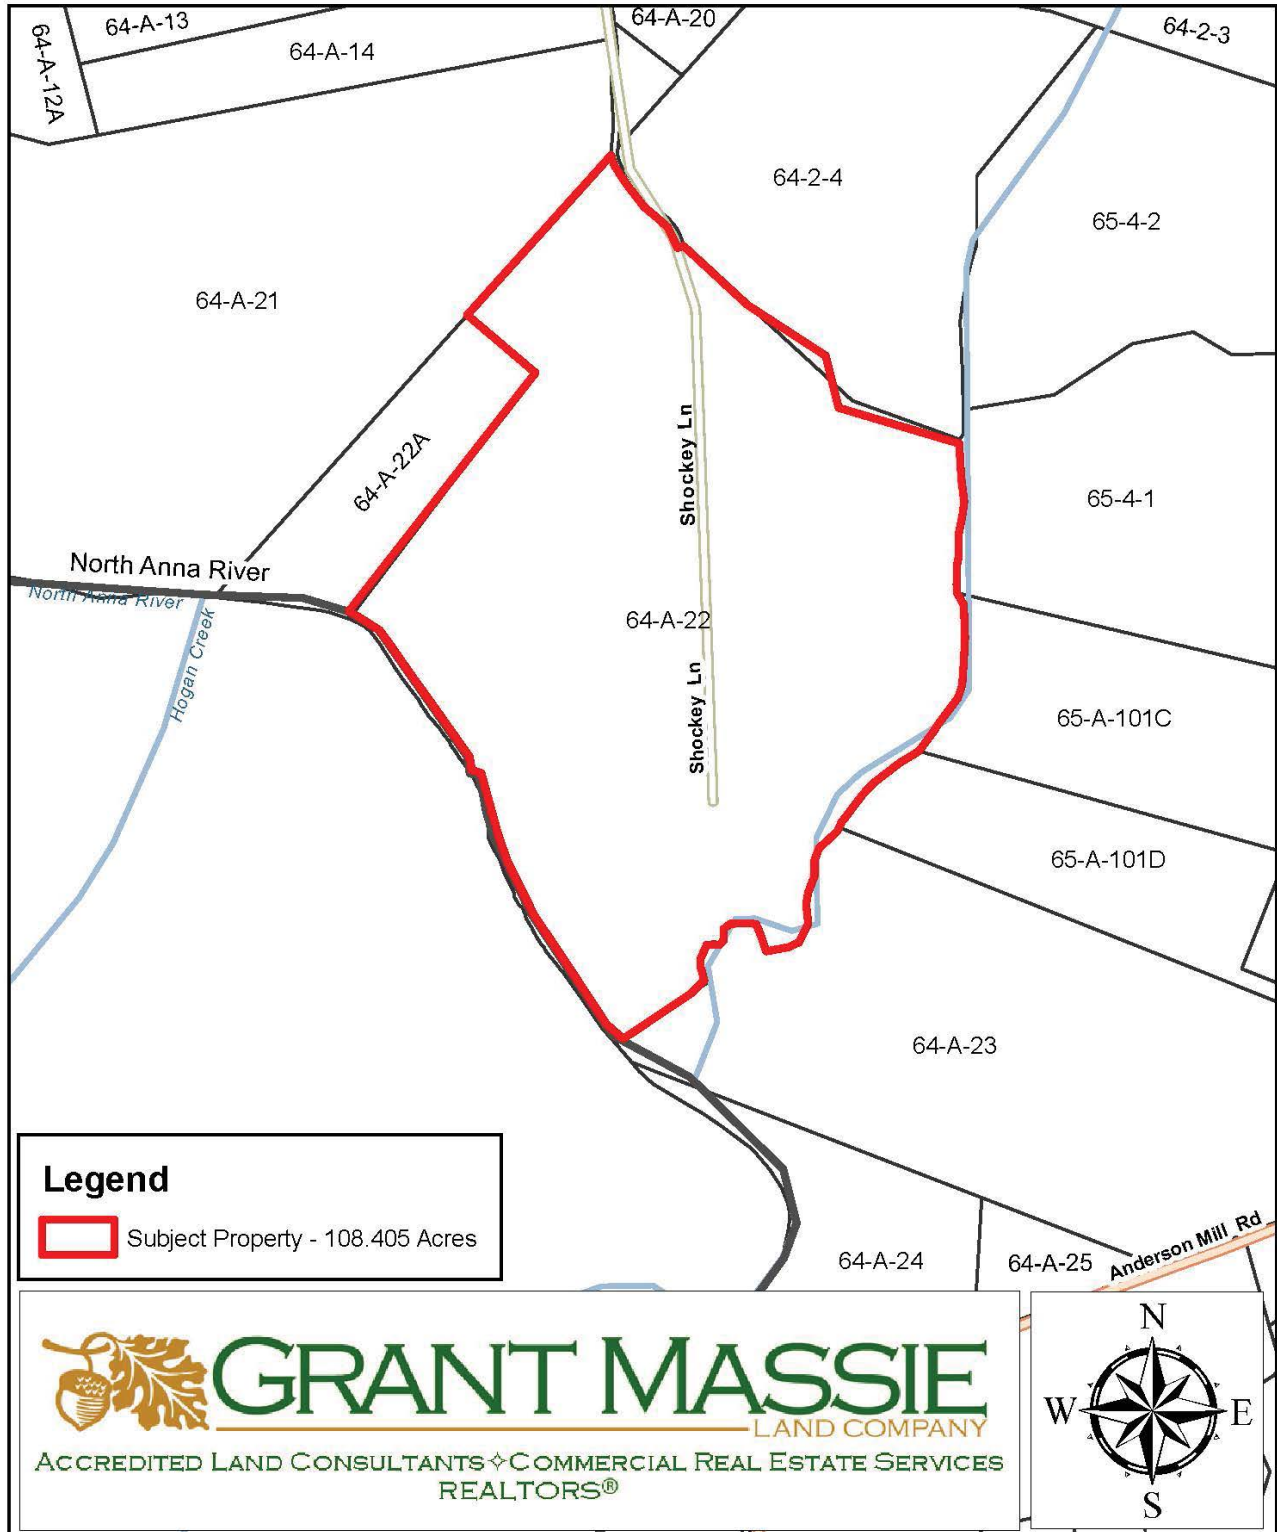 64-A-13
64-A-20
64-2-3
64-A-12A
64-A-14
64-2-4
65-4-2
64-A-21
Shockey Ln
64-A-22A
65-4-1
North Anna River
North Anna River
Hogan Creek
64-A-22
Shockey Ln
65-A-101C
65-A-101D
64-A-23
Legend
Subject Property - 108.405 Acres
64-A-24
64-A-25
Anderson Mill Rd
GRANT MASSIE
LAND COMPANY
ACCREDITED LAND CONSULTANTS✧COMMERCIAL REAL ESTATE SERVICES
REALTORS®
N
W
E
S